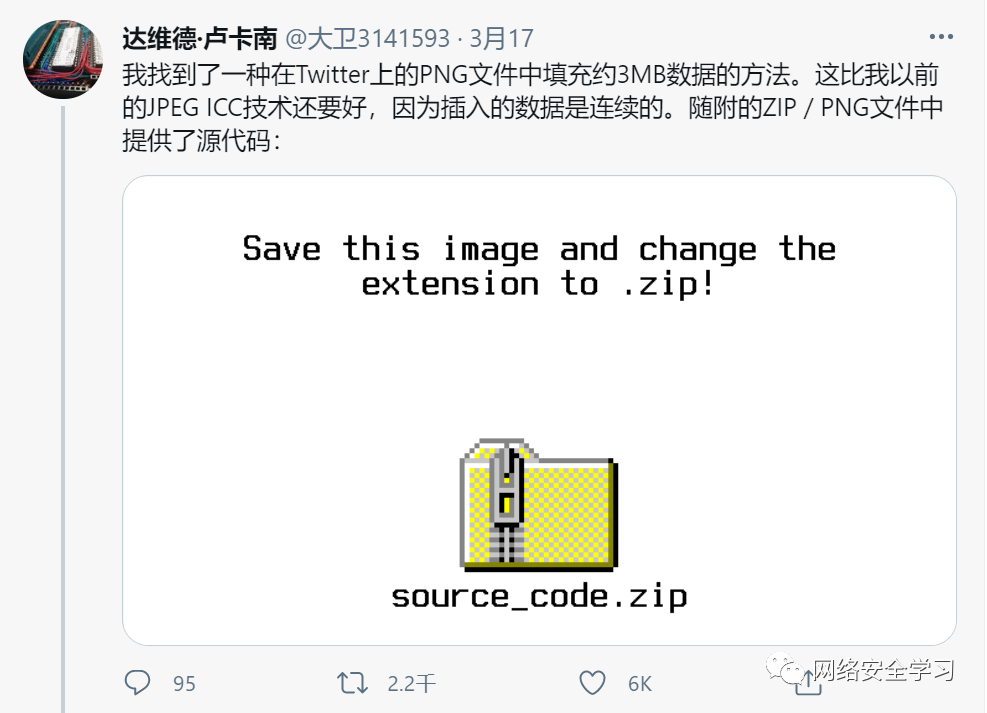 达维德·卢卡南 @大卫3141593 · 3月17
我找到了一种在Twitter上的PNG文件中填充约3MB数据的方法。这比我以前
的JPEG ICC技术还要好，因为插入的数据是连续的。随附的ZIP / PNG文件中
提供了源代码：
Save this image and change the
extension to .zip!
source_code.zip
95 2.2千 6K
网络安全学习